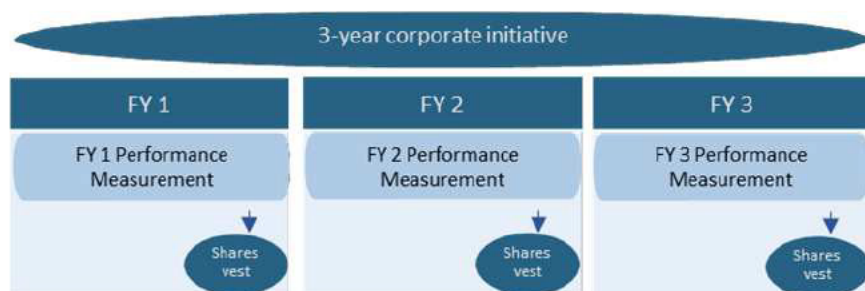 3-year corporate initiative
FY 1
FY 2
FY 3
FY 1 Performance
Measurement
FY 2 Performance
Measurement
FY 3 Performance
Measurement
Shares
vest
Shares
vest
Shares
vest